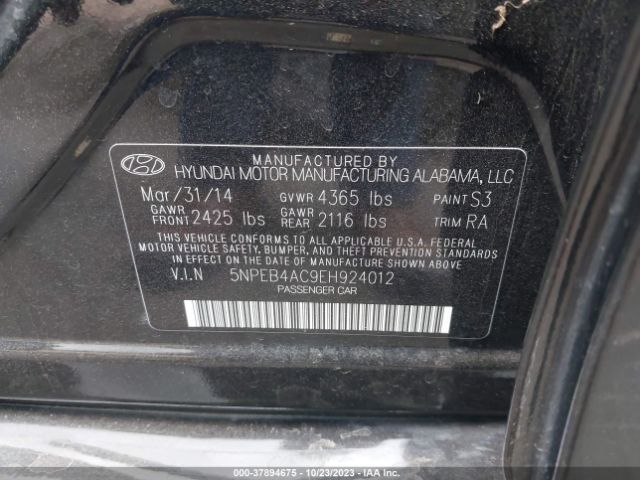 MANUFACTURED BY
HYUNDAI MOTOR MANUFACTURING ALABAMA, LLC
Mar/31/14 GVWR 4365 lbs PAINT S3
GAWR FRONT 2425 lbs GAWR REAR 2116 lbs TRIM RA
THIS VEHICLE CONFORMS TO ALL APPLICABLE U.S.A. FEDERAL
MOTOR VEHICLE SAFETY, BUMPER, AND THEFT PREVENTION STANDARDS
IN EFFECT ON THE DATE OF MANUFACTURE SHOWN ABOVE.
V.I.N 5NPEB4AC9EH924012
PASSENGER CAR
000-37894675 - 10/23/2023 - IAA Inc.